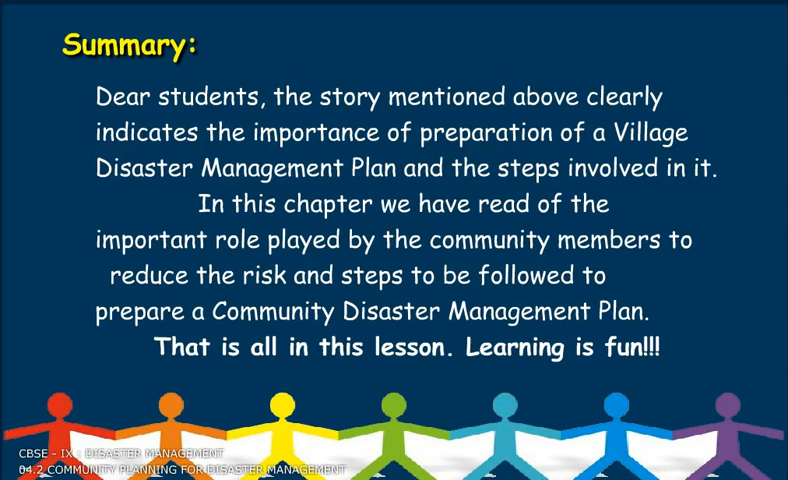 Summary:
Dear students, the story mentioned above clearly
indicates the importance of preparation of a Village
Disaster Management Plan and the steps involved in it.
In this chapter we have read of the
important role played by the community members to
reduce the risk and steps to be followed to
prepare a Community Disaster Management Plan.
That is all in this lesson. Learning is fun!!!
CBSE - IX : DISASTER MANAGEMENT
04.2 COMMUNITY PLANNING FOR DISASTER MANAGEMENT